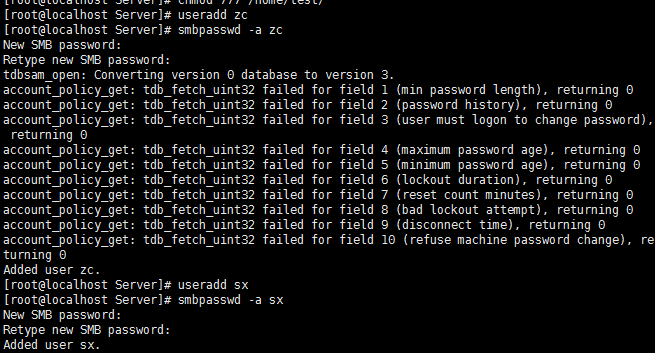 [root@localhost Server]# chmod 777 /home/test/
[root@localhost Server]# useradd zc
[root@localhost Server]# smbpasswd -a zc
New SMB password:
Retype new SMB password:
tdbsam_open: Converting version 0 database to version 3.
account_policy_get: tdb_fetch_uint32 failed for field 1 (min password length), returning 0
account_policy_get: tdb_fetch_uint32 failed for field 2 (password history), returning 0
account_policy_get: tdb_fetch_uint32 failed for field 3 (user must logon to change password),
 returning 0
account_policy_get: tdb_fetch_uint32 failed for field 4 (maximum password age), returning 0
account_policy_get: tdb_fetch_uint32 failed for field 5 (minimum password age), returning 0
account_policy_get: tdb_fetch_uint32 failed for field 6 (lockout duration), returning 0
account_policy_get: tdb_fetch_uint32 failed for field 7 (reset count minutes), returning 0
account_policy_get: tdb_fetch_uint32 failed for field 8 (bad lockout attempt), returning 0
account_policy_get: tdb_fetch_uint32 failed for field 9 (disconnect time), returning 0
account_policy_get: tdb_fetch_uint32 failed for field 10 (refuse machine password change), re
turning 0
Added user zc.
[root@localhost Server]# useradd sx
[root@localhost Server]# smbpasswd -a sx
New SMB password:
Retype new SMB password:
Added user sx.